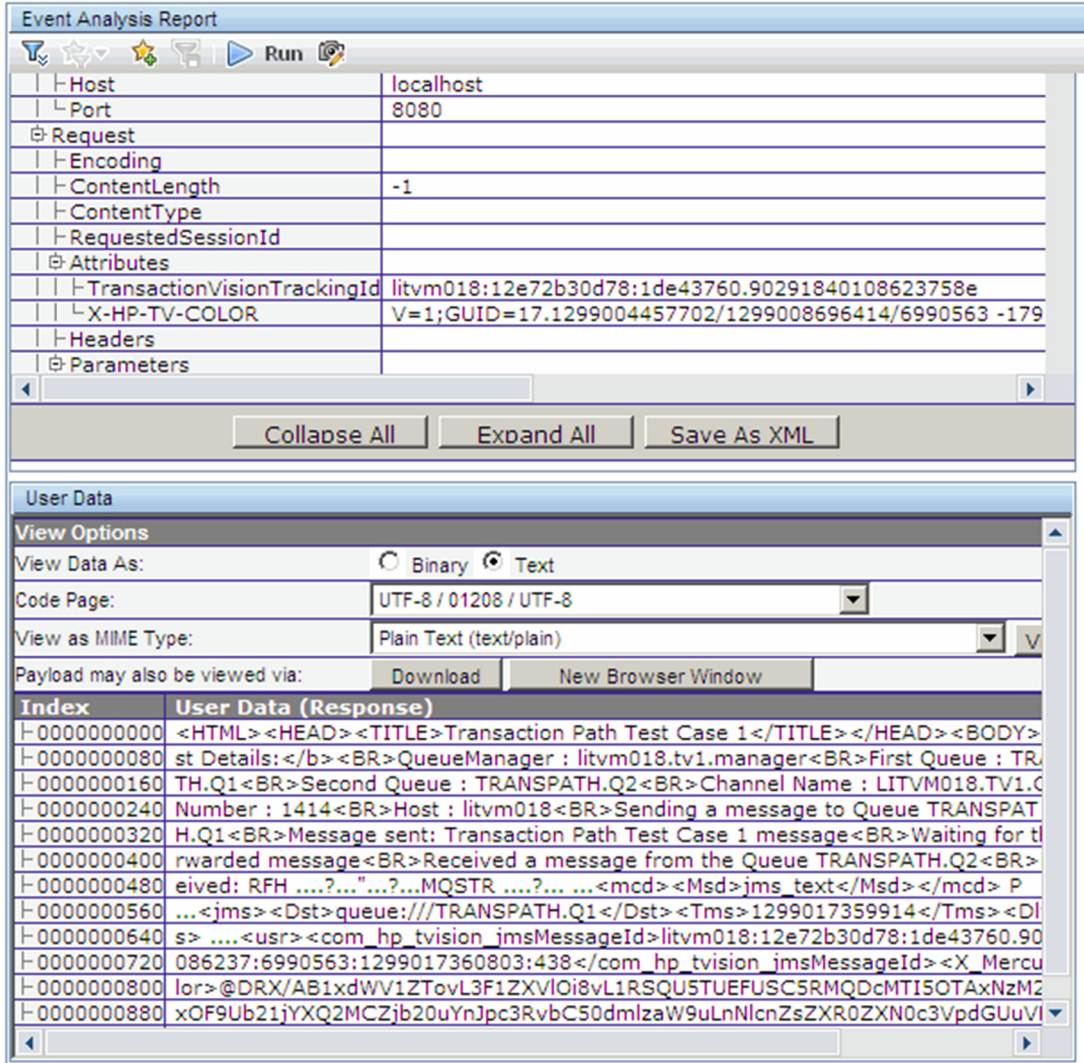 Event Analysis Report
Run
Host localhost
Port 8080
Request
Encoding
ContentLength -1
ContentType
RequestedSessionId
Attributes
TransactionVisionTrackingId litvm018:12e72b30d78:1de43760.90291840108623758e
X-HP-TV-COLOR V=1;GUID=17.1299004457702/1299008696414/6990563 -179
Headers
Parameters
Collapse All Expand All Save As XML
User Data
View Options
View Data As: Binary Text
Code Page: UTF-8 / 01208 / UTF-8
View as MIME Type: Plain Text (text/plain) V
Payload may also be viewed via: Download New Browser Window
Index User Data (Response)
0000000000 <HTML><HEAD><TITLE>Transaction Path Test Case 1</TITLE></HEAD><BODY>
0000000080 st Details:</b><BR>QueueManager : litvm018.tv1.manager<BR>First Queue : TRA
0000000160 TH.Q1<BR>Second Queue : TRANSPATH.Q2<BR>Channel Name : LITVM018.TV1.C
0000000240 Number : 1414<BR>Host : litvm018<BR>Sending a message to Queue TRANSPAT
0000000320 H.Q1<BR>Message sent: Transaction Path Test Case 1 message<BR>Waiting for t
0000000400 rwarded message<BR>Received a message from the Queue TRANSPATH.Q2<BR>
0000000480 eived: RFH ....?..."...?...MQSTR ....?... ...<mcd><Msd>jms_text</Msd></mcd> P
0000000560 ...<jms><Dst>queue:///TRANSPATH.Q1</Dst><Tms>1299017359914</Tms><Dl
0000000640 s> ....<usr><com_hp_tvision_jmsMessageId>litvm018:12e72b30d78:1de43760.90
0000000720 086237:6990563:1299017360803:438</com_hp_tvision_jmsMessageId><X_Mercu
0000000800 lor>@DRX/AB1xdWV1ZTovL3F1ZXVlOi8vL1RSQU5TUEFUSC5RMQDcMTI5OTAxNzM2
0000000880 xOF9Ub21jYXQ2MCZjb20uYnJpc3RvbC50dmlzaW9uLnNlcnZsZXR0ZXN0c3VpdGUuV